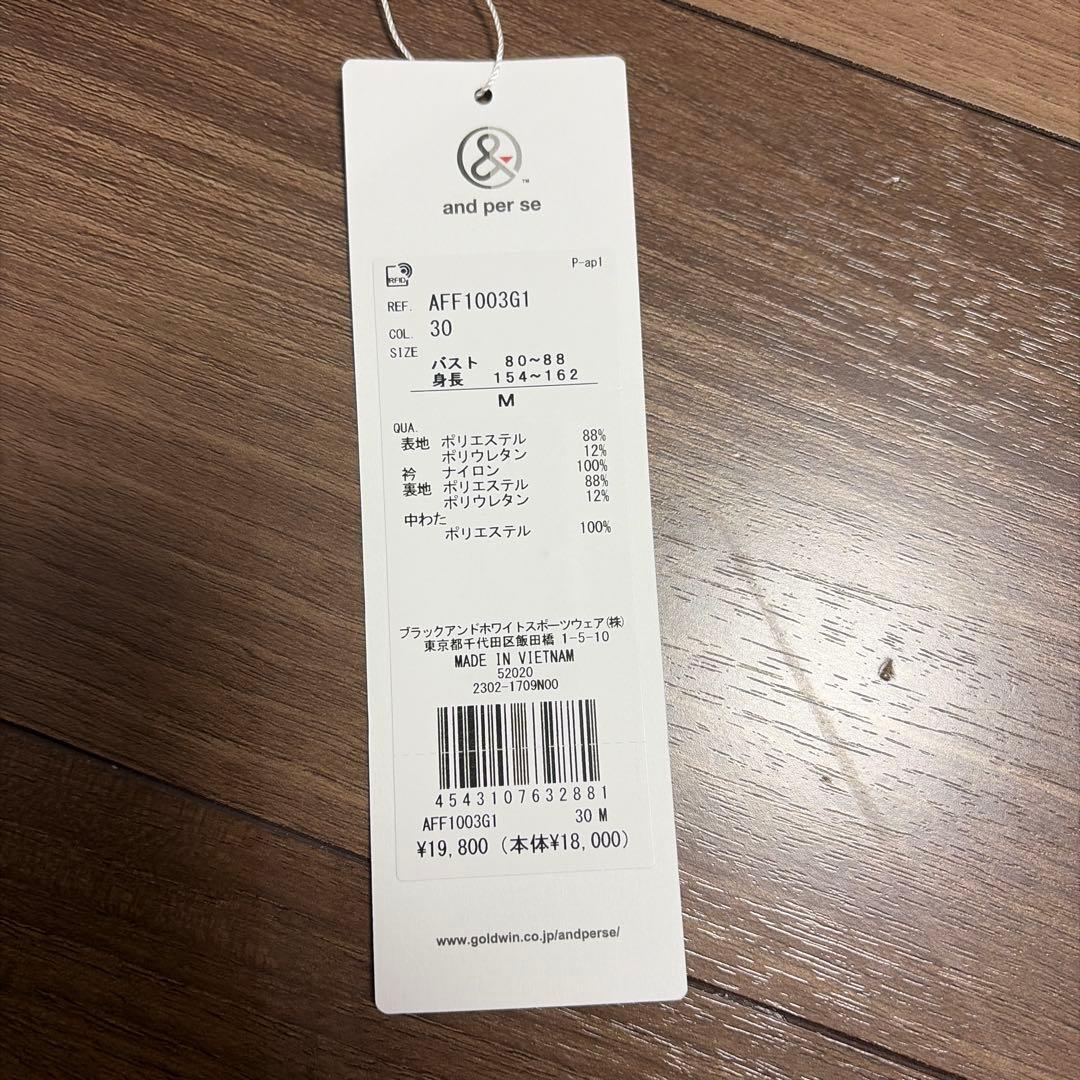 &
TM
and per se
RFID
P-ap1
REF. AFF1003G1
COL. 30
SIZE
バスト 80~88
身長 154~162
M
QUA.
表地 ポリエステル 88%
ポリウレタン 12%
衿 ナイロン 100%
裏地 ポリエステル 88%
ポリウレタン 12%
中わた
ポリエステル 100%
ブラックアンドホワイトスポーツウェア(株)
東京都千代田区飯田橋 1-5-10
MADE IN VIETNAM
52020
2302-1709N00
4543107632881
AFF1003G1 30 M
¥19,800 (本体¥18,000)
www.goldwin.co.jp/andperse/